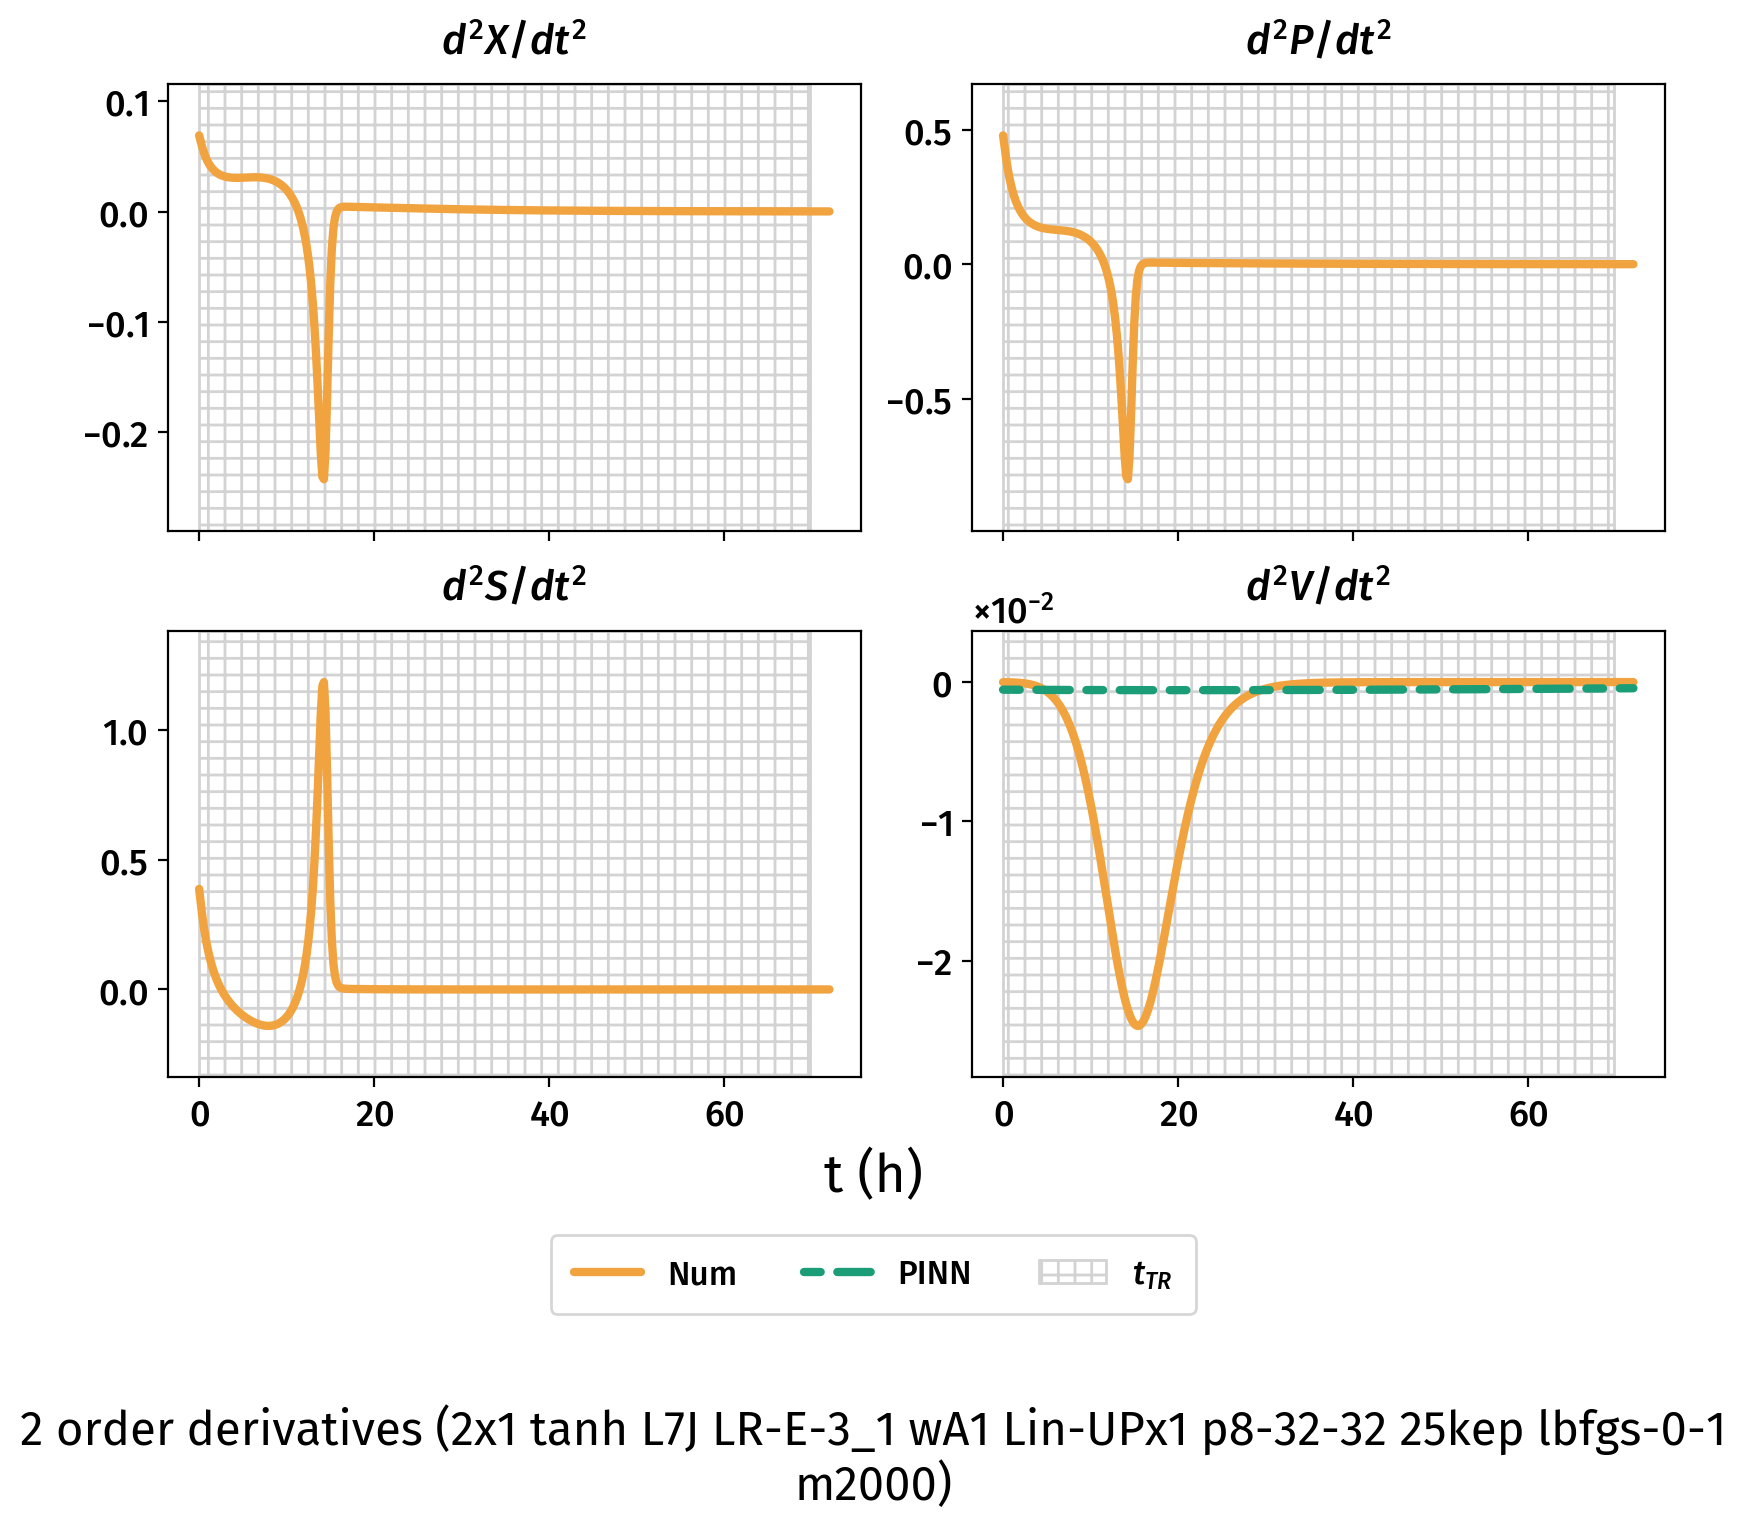 d²X/dt²
d²P/dt²
0.1
0.0
−0.1
−0.2
0.5
0.0
−0.5
d²S/dt²
d²V/dt²
×10⁻²
1.0
0.5
0.0
0
−1
−2
0 20 40 60
0 20 40 60
t (h)
Num PINN t_TR
2 order derivatives (2x1 tanh L7J LR-E-3_1 wA1 Lin-UPx1 p8-32-32 25kep lbfgs-0-1
m2000)